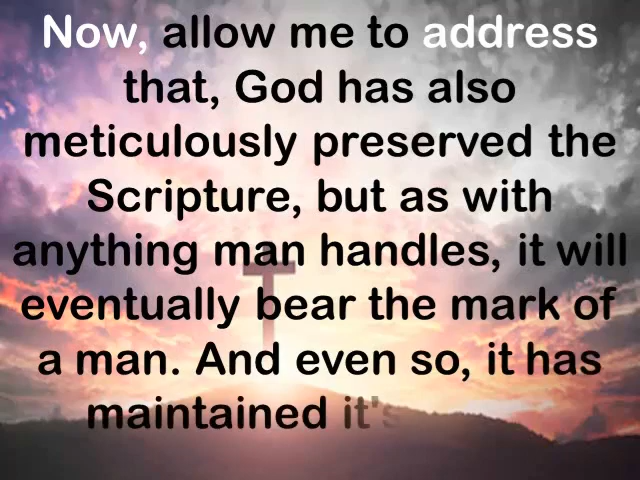 Now, allow me to address
that, God has also
meticulously preserved the
Scripture, but as with
anything man handles, it will
eventually bear the mark of
a man. And even so, it has
maintained it's